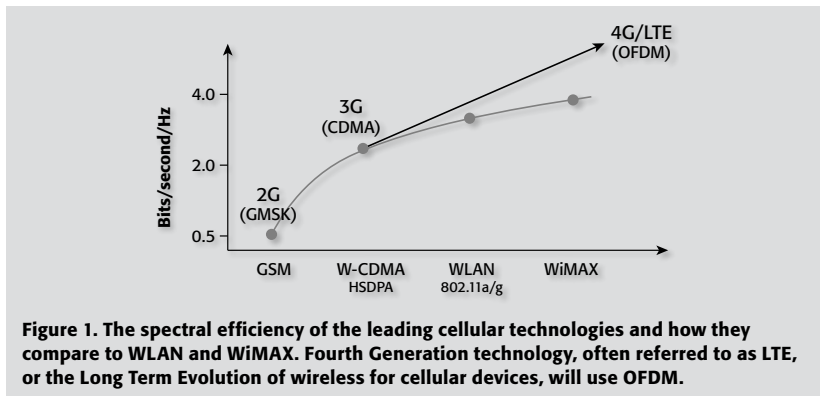 4G/LTE
(OFDM)
4.0
3G
(CDMA)
Bits/second/Hz
2.0
2G
(GMSK)
0.5
GSM
W-CDMA
HSDPA
WLAN
802.11a/g
WiMAX
Figure 1. The spectral efficiency of the leading cellular technologies and how they
compare to WLAN and WiMAX. Fourth Generation technology, often referred to as LTE,
or the Long Term Evolution of wireless for cellular devices, will use OFDM.